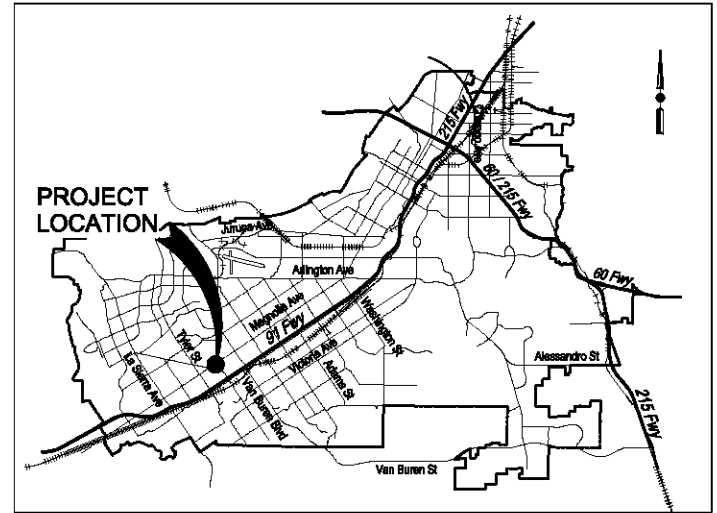 215 Fwy
Chicago Ave
60 / 215 Fwy
PROJECT
LOCATION
Jurupa Ave
Arlington Ave
60 Fwy
Magnolia Ave
91 Fwy
Washington St
Tyler St
Victoria Ave
Alessandro St
La Sierra Ave
Adams St
Van Buren Blvd
215 Fwy
Van Buren St